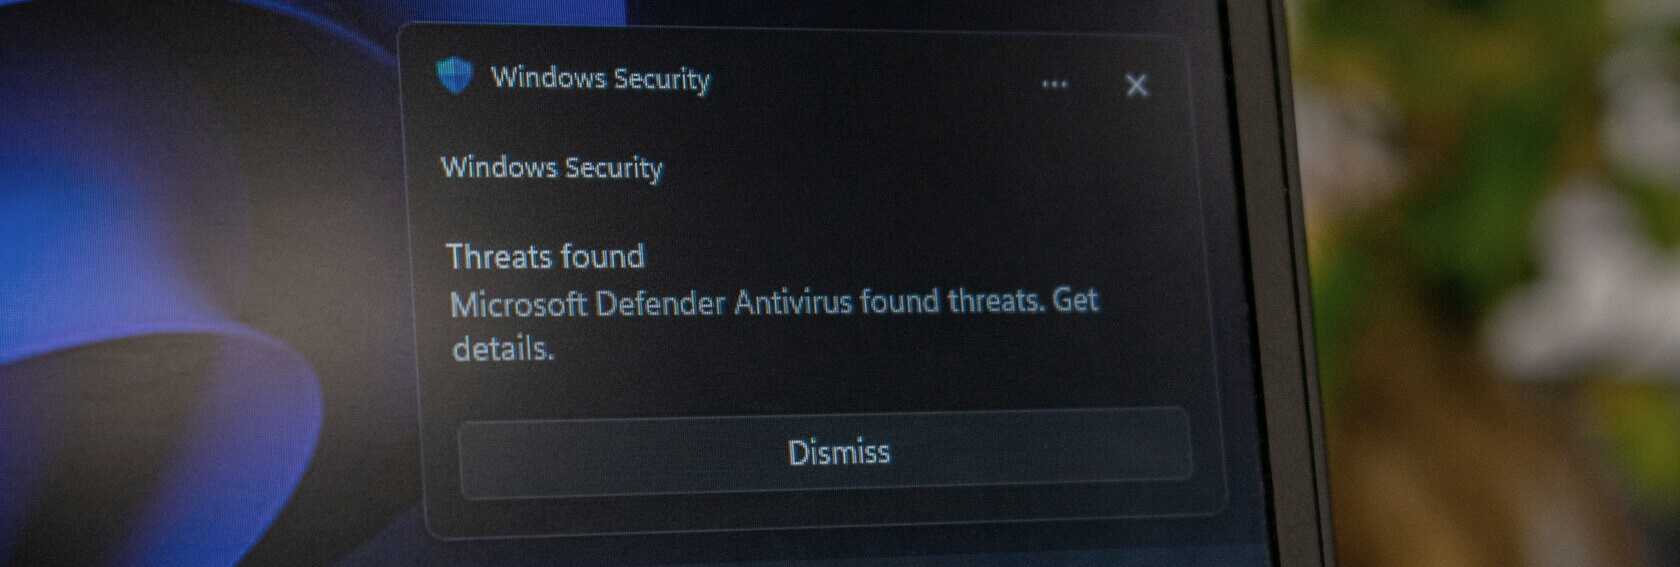 Windows Security
Windows Security
Threats found
Microsoft Defender Antivirus found threats. Get
details.
Dismiss